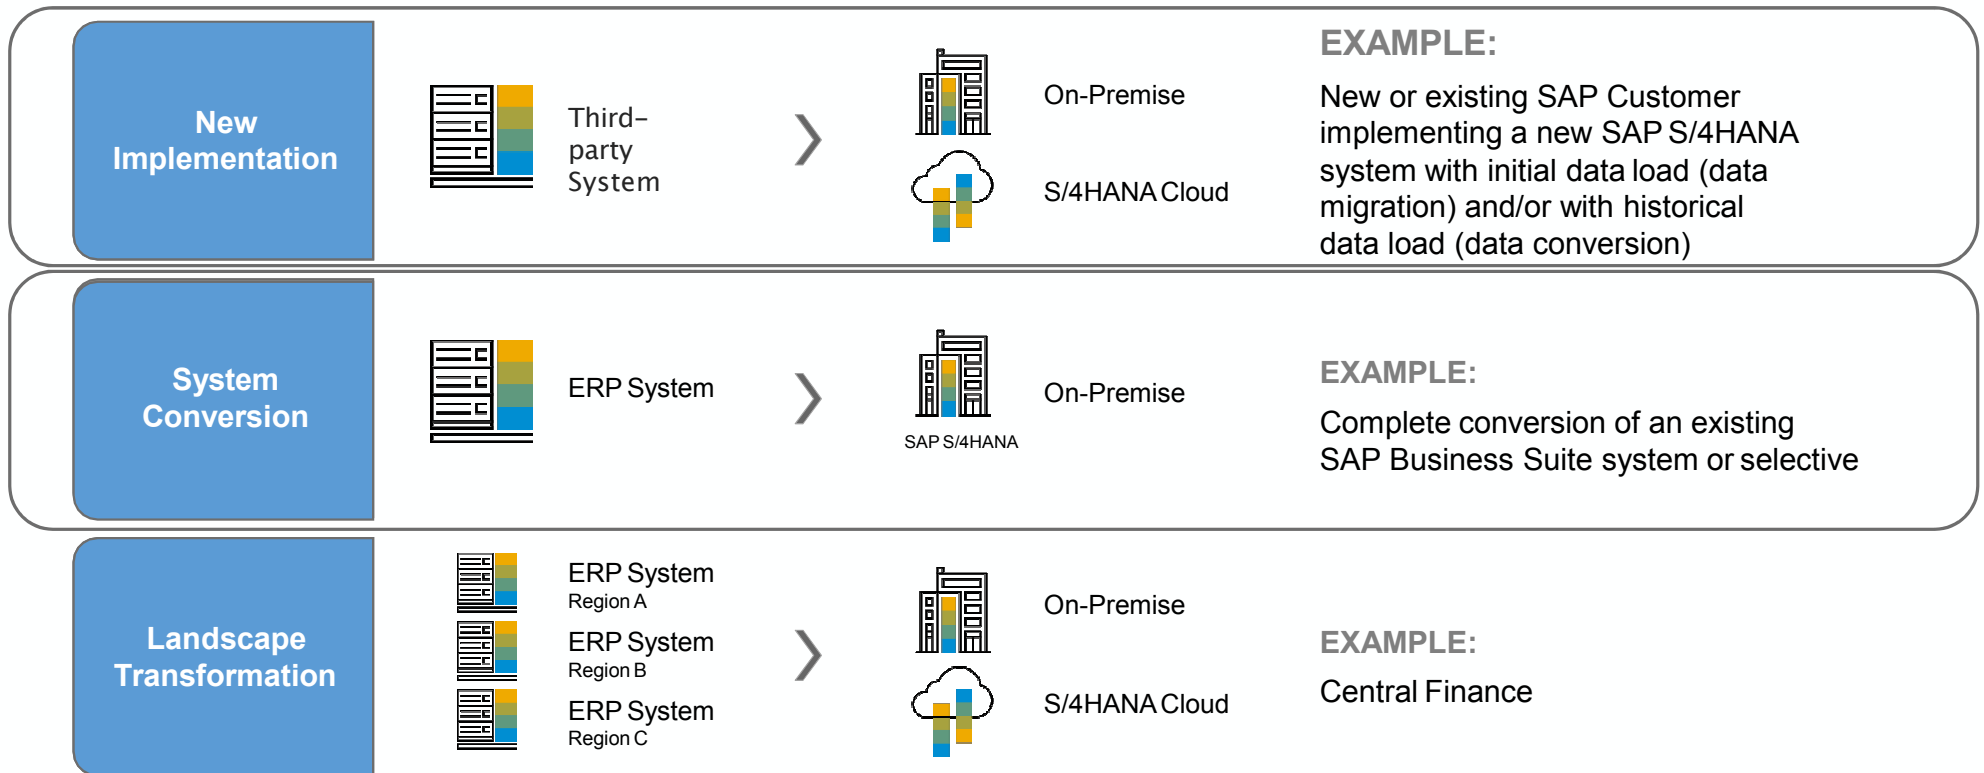 New
Implementation
Third-
party
System
On-Premise
S/4HANA Cloud
EXAMPLE:
New or existing SAP Customer
implementing a new SAP S/4HANA
system with initial data load (data
migration) and/or with historical
data load (data conversion)
System
Conversion
ERP System
SAP S/4HANA
On-Premise
EXAMPLE:
Complete conversion of an existing
SAP Business Suite system or selective
Landscape
Transformation
ERP System
Region A
ERP System
Region B
ERP System
Region C
On-Premise
S/4HANA Cloud
EXAMPLE:
Central Finance